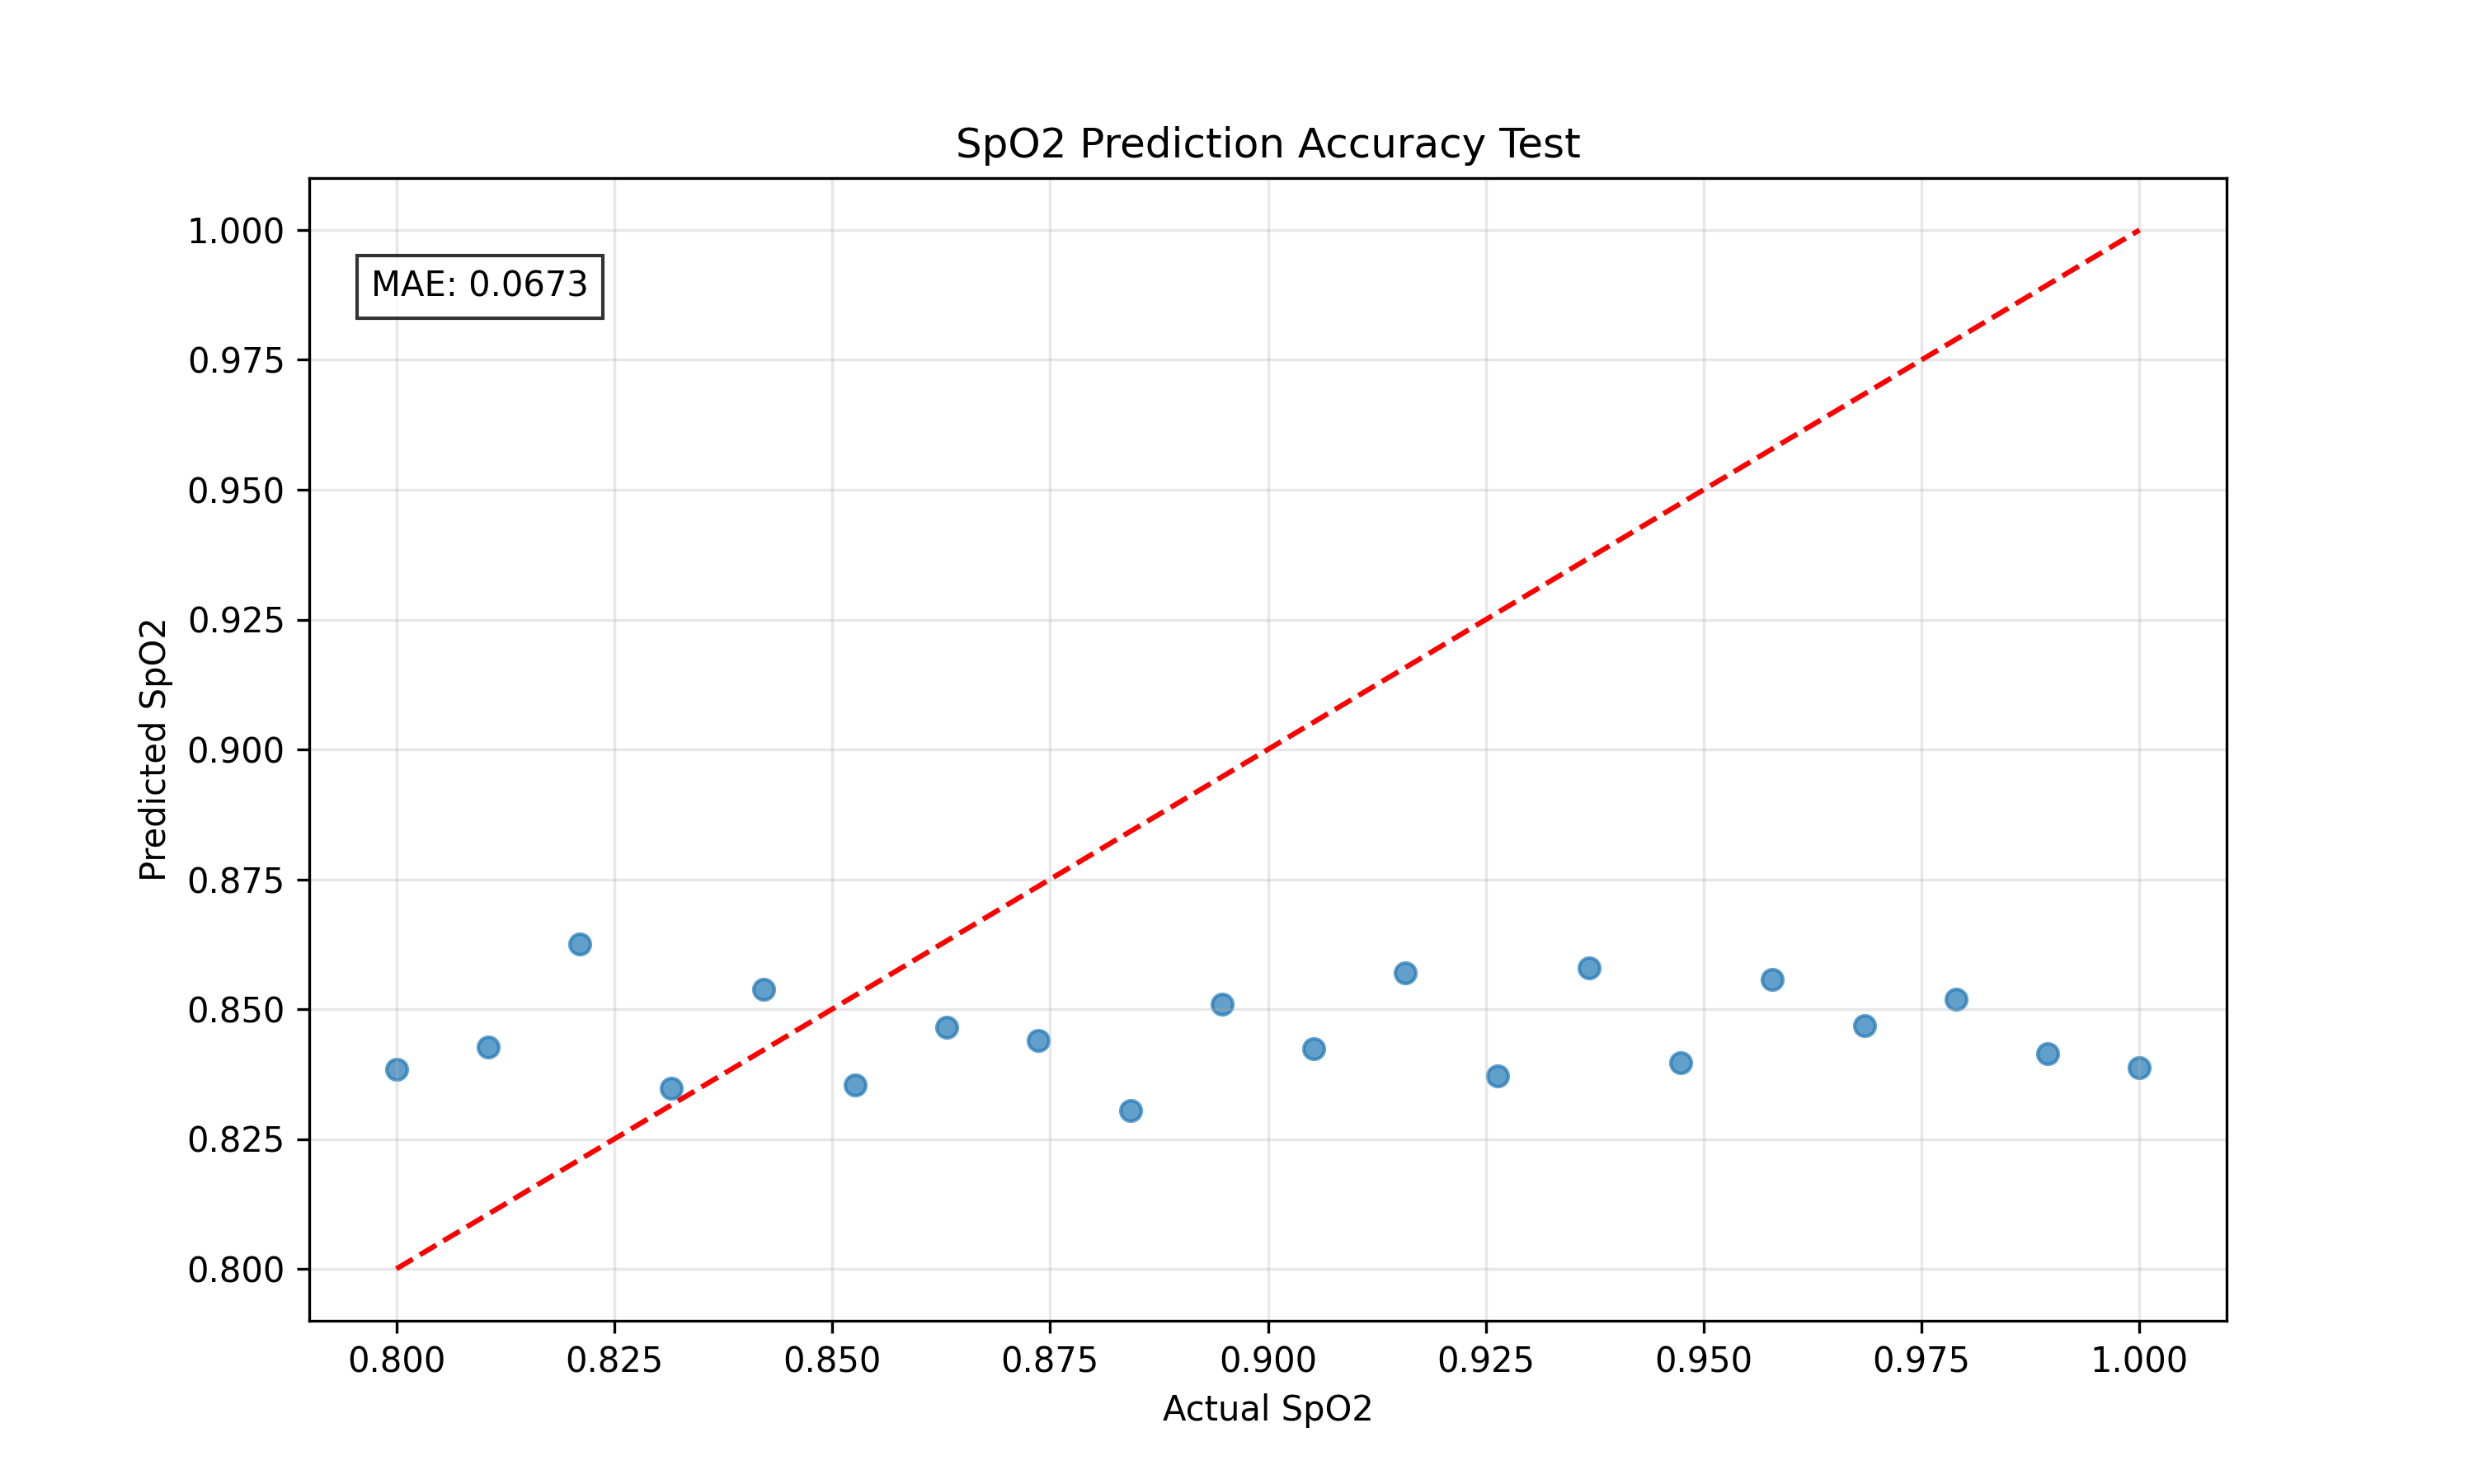 SpO2 Prediction Accuracy Test
MAE: 0.0673
1.000
0.975
0.950
0.925
0.900
0.875
0.850
0.825
0.800
Predicted SpO2
0.800 0.825 0.850 0.875 0.900 0.925 0.950 0.975 1.000
Actual SpO2